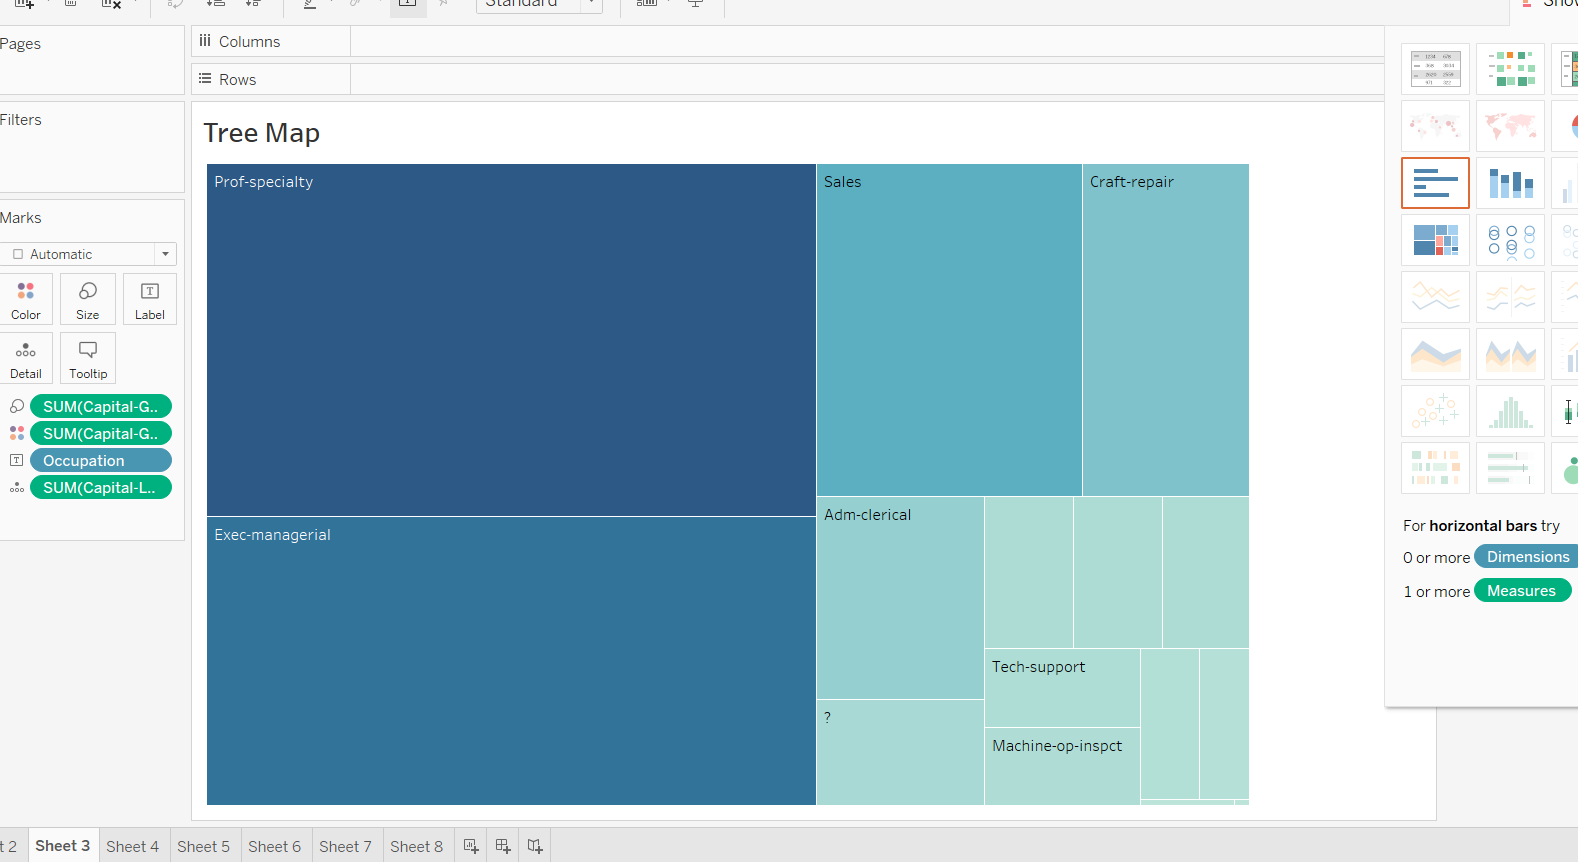 Standard
Pages
Columns
Rows
Filters
Tree Map
Prof-specialty
Sales
Craft-repair
Marks
Automatic
Color
Size
Label
Detail
Tooltip
SUM(Capital-G..
SUM(Capital-G..
Occupation
SUM(Capital-L..
Adm-clerical
Exec-managerial
Tech-support
?
Machine-op-inspct
For horizontal bars try
0 or more Dimensions
1 or more Measures
t 2
Sheet 3
Sheet 4
Sheet 5
Sheet 6
Sheet 7
Sheet 8